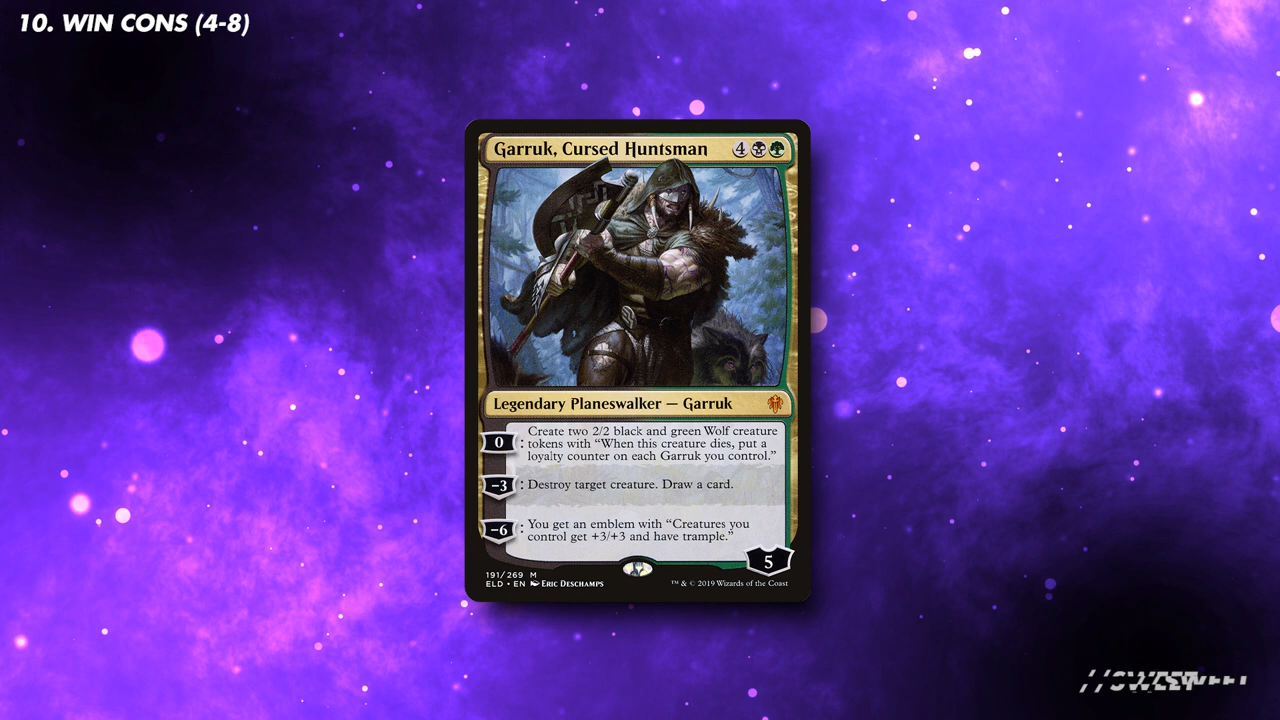 10. WIN CONS (4-8)
Garruk, Cursed Huntsman 4
Legendary Planeswalker — Garruk
0 : Create two 2/2 black and green Wolf creature
tokens with “When this creature dies, put a
loyalty counter on each Garruk you control.”
-3 : Destroy target creature. Draw a card.
-6 : You get an emblem with “Creatures you
control get +3/+3 and have trample.”
5
191/269 M
ELD • EN ERIC DESCHAMPS
™ & © 2019 Wizards of the Coast